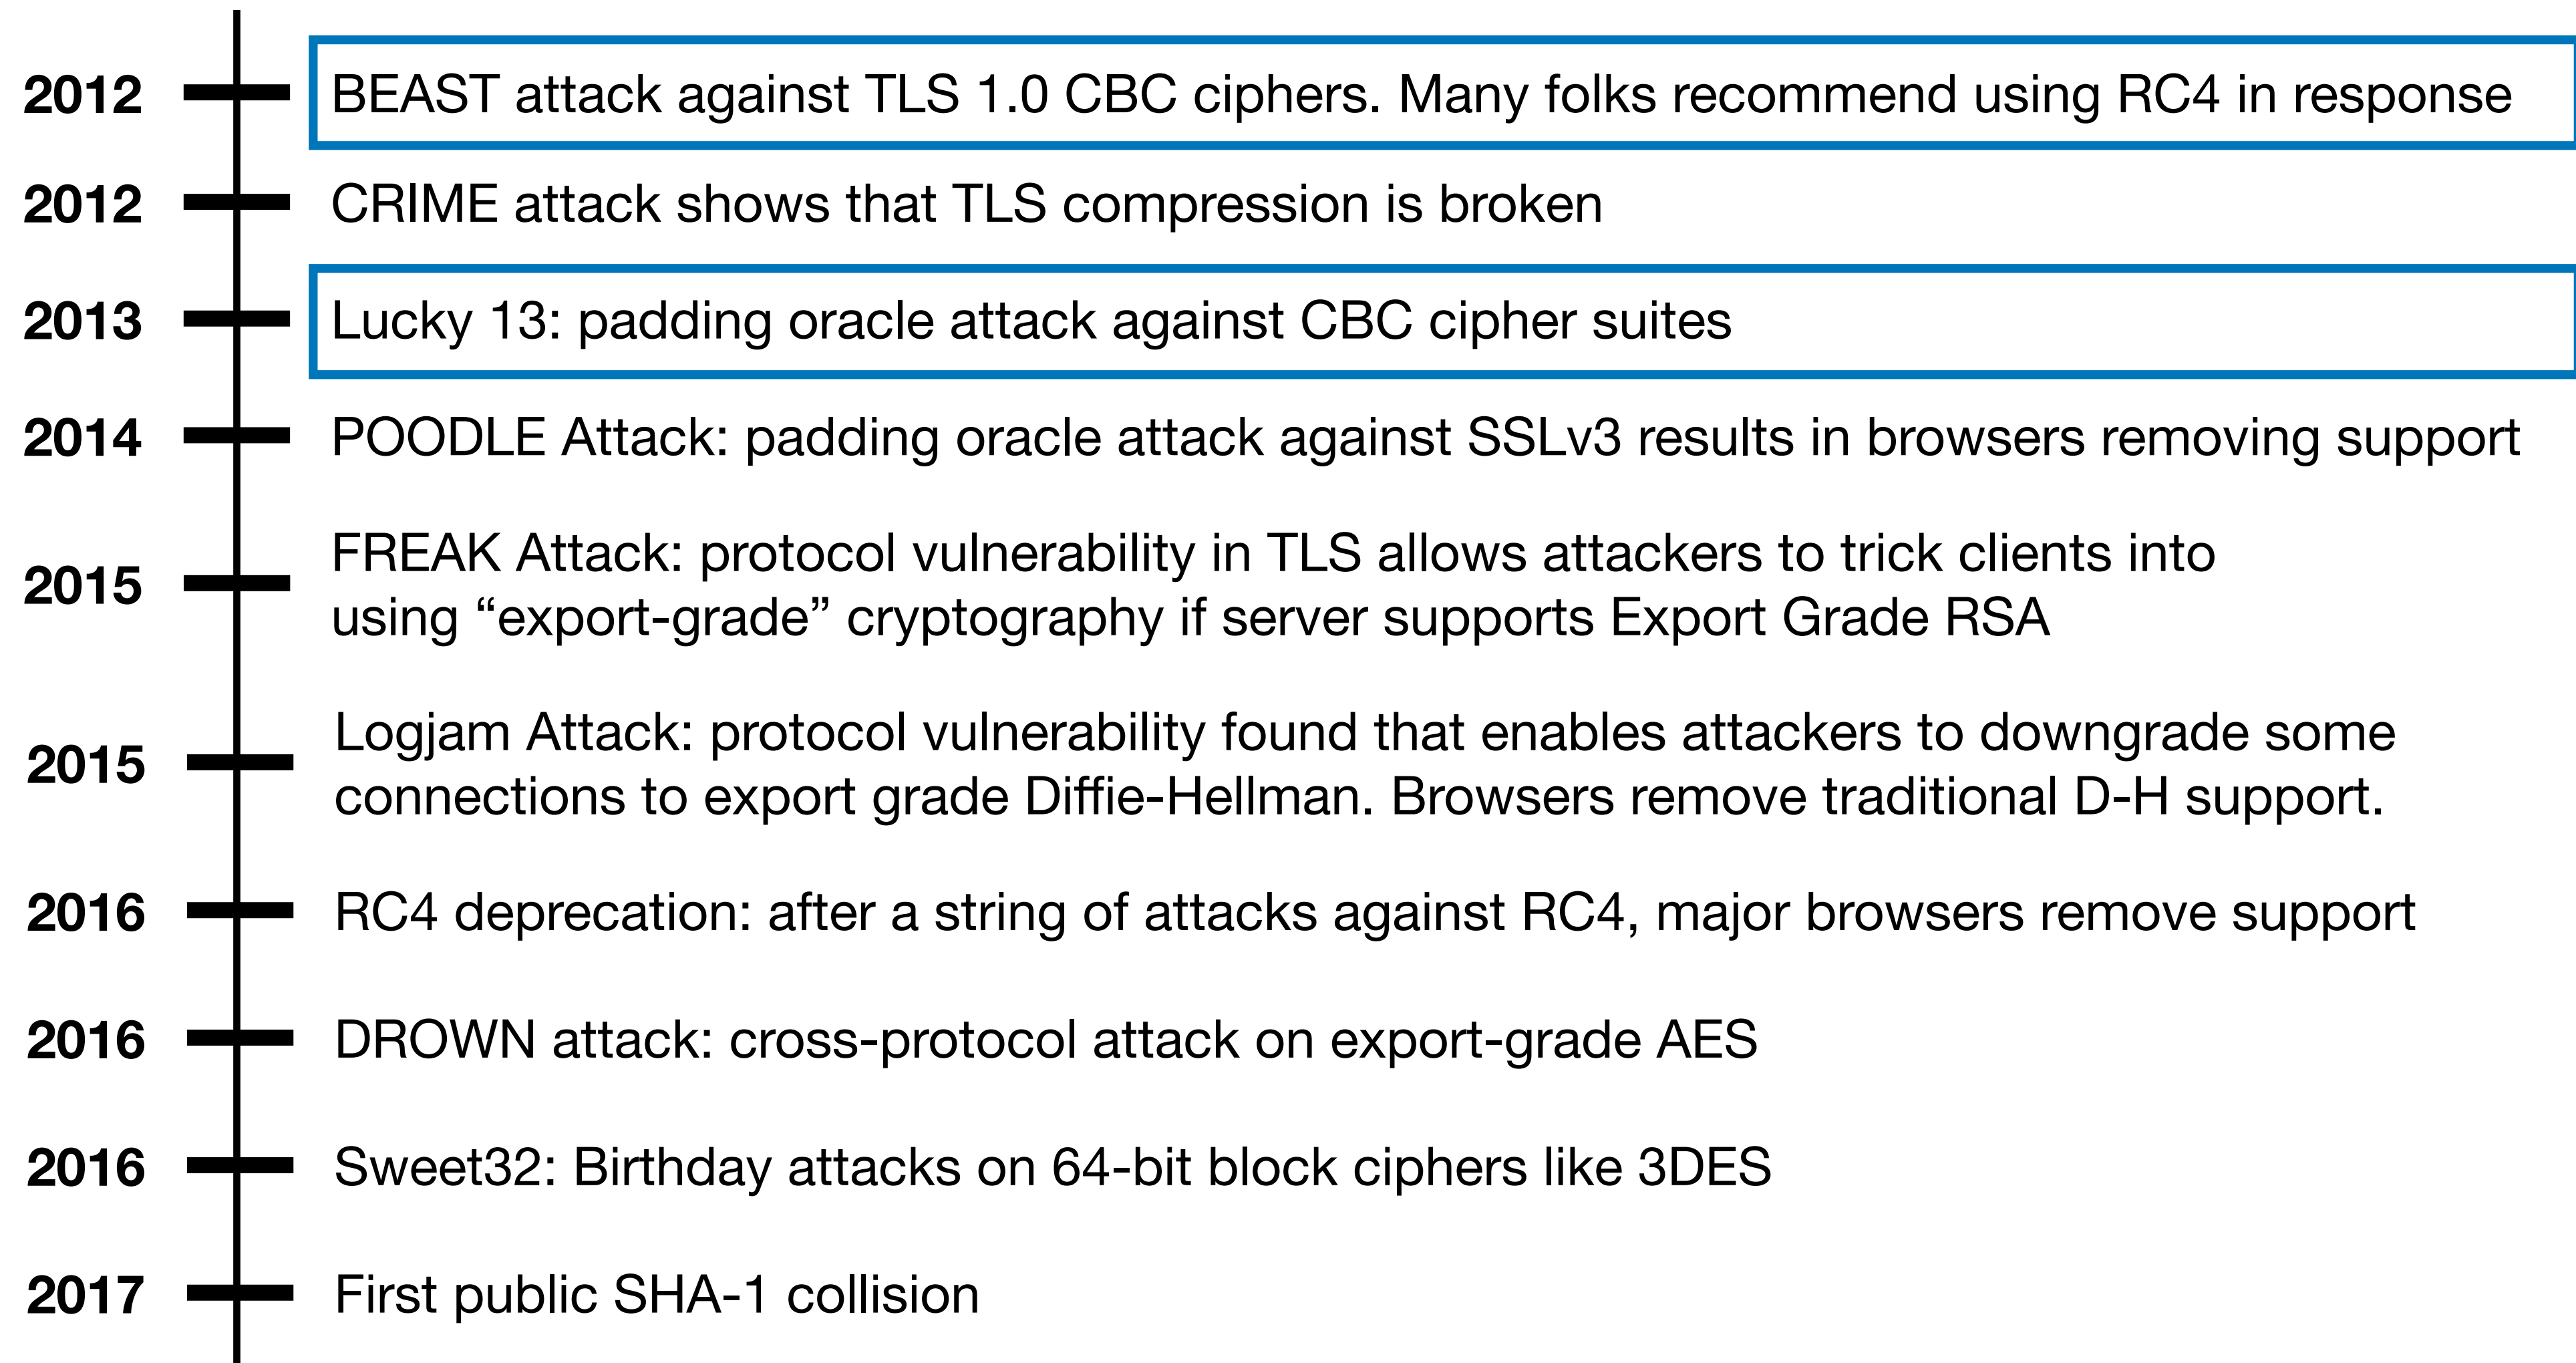 2012 BEAST attack against TLS 1.0 CBC ciphers. Many folks recommend using RC4 in response
2012 CRIME attack shows that TLS compression is broken
2013 Lucky 13: padding oracle attack against CBC cipher suites
2014 POODLE Attack: padding oracle attack against SSLv3 results in browsers removing support
2015 FREAK Attack: protocol vulnerability in TLS allows attackers to trick clients into
using “export-grade” cryptography if server supports Export Grade RSA
2015 Logjam Attack: protocol vulnerability found that enables attackers to downgrade some
connections to export grade Diffie-Hellman. Browsers remove traditional D-H support.
2016 RC4 deprecation: after a string of attacks against RC4, major browsers remove support
2016 DROWN attack: cross-protocol attack on export-grade AES
2016 Sweet32: Birthday attacks on 64-bit block ciphers like 3DES
2017 First public SHA-1 collision